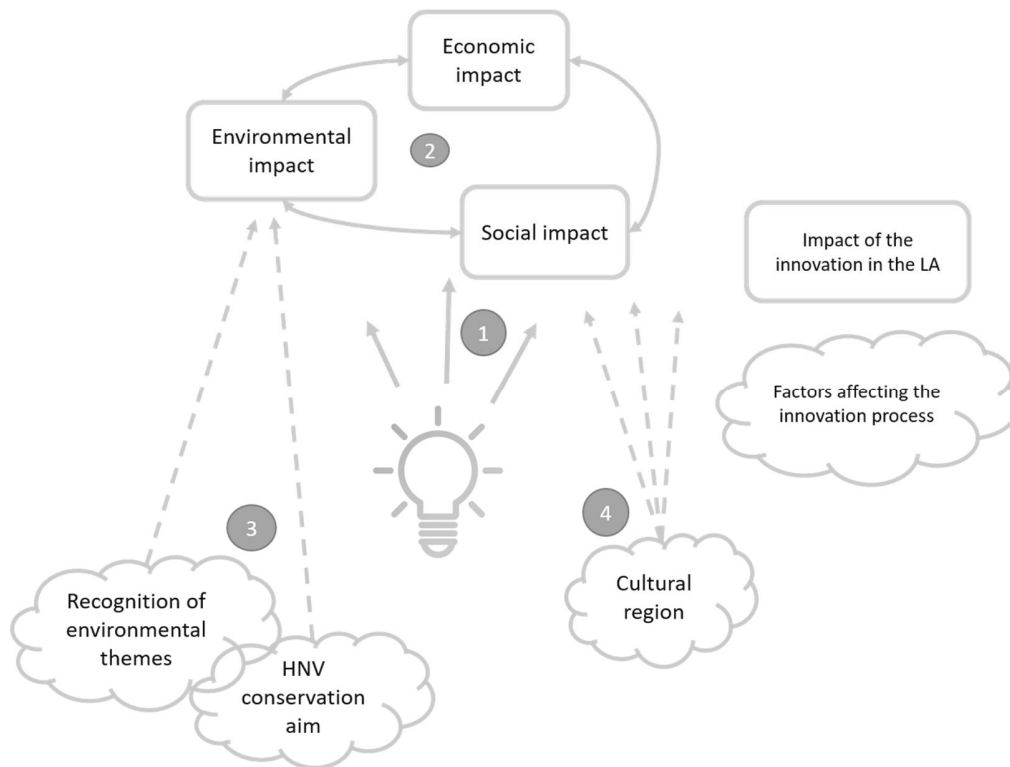 Economic
impact
Environmental
impact
2
Social impact
Impact of the
innovation in the LA
1
Factors affecting the
innovation process
3
4
Recognition of
environmental
themes
Cultural
region
HNV
conservation
aim